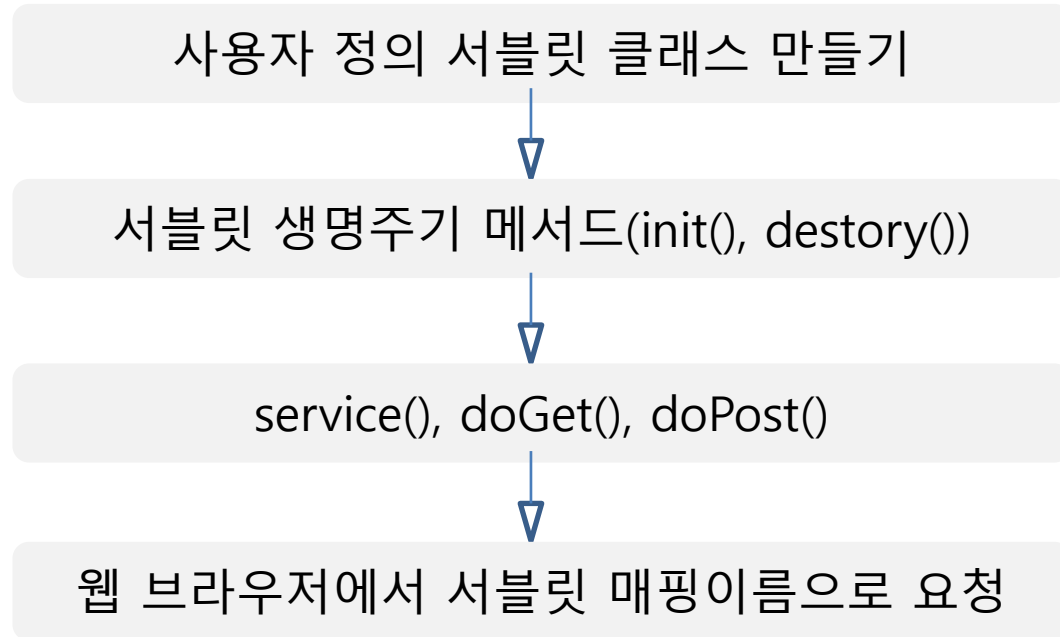 사용자 정의 서블릿 클래스 만들기
서블릿 생명주기 메서드(init(), destory())
service(), doGet(), doPost()
웹 브라우저에서 서블릿 매핑이름으로 요청